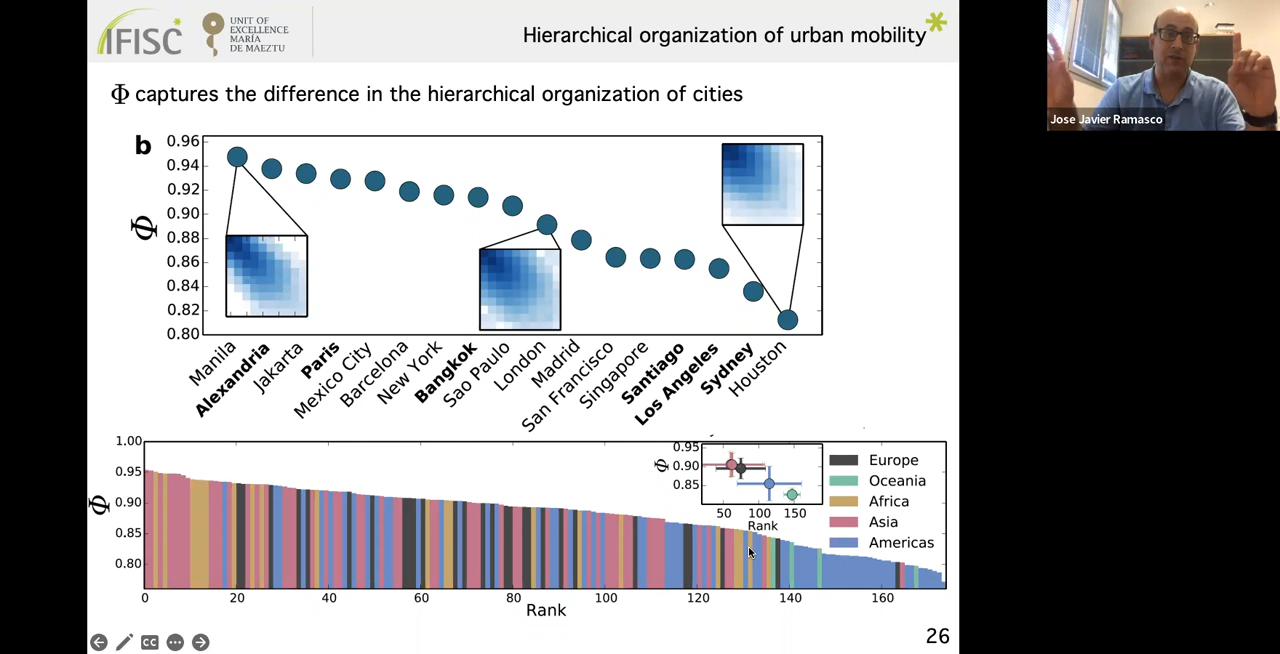 IFISC
UNIT OF
EXCELLENCE
MARÍA
DE MAEZTU
Hierarchical organization of urban mobility
Φ captures the difference in the hierarchical organization of cities
b
0.96
0.94
0.92
0.90
0.88
0.86
0.84
0.82
0.80
Φ
Manila
Alexandria
Jakarta
Paris
Mexico City
Barcelona
New York
Bangkok
Sao Paulo
London
Madrid
San Francisco
Singapore
Santiago
Los Angeles
Sydney
Houston
1.00
0.95
0.90
0.85
0.80
Φ
0 20 40 60 80 100 120 140 160
Rank
0.95
0.90
0.85
Φ
50 100 150
Rank
Europe
Oceania
Africa
Asia
Americas
CC
26
Jose Javier Ramasco